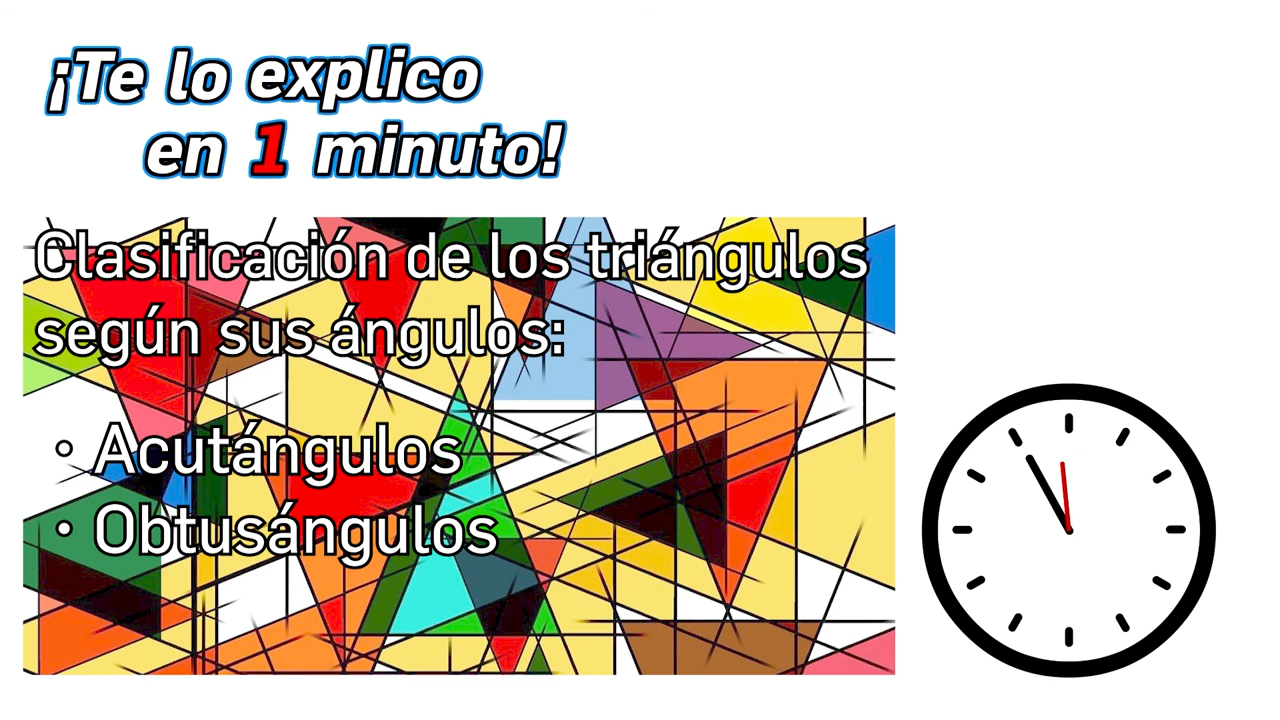 ¡Te lo explico
en 1 minuto!
Clasificación de los triángulos
según sus ángulos:
• Acutángulos
• Obtusángulos